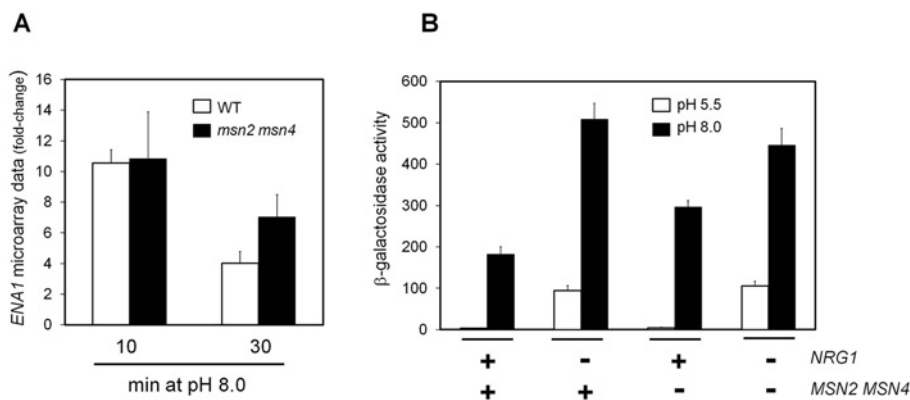 A
B
ENA1 microarray data (fold-change)
16
14
12
10
8
6
4
2
0
WT
msn2 msn4
10 30
min at pH 8.0
β-galactosidase activity
600
500
400
300
200
100
0
pH 5.5
pH 8.0
+ - + - NRG1
+ + - - MSN2 MSN4